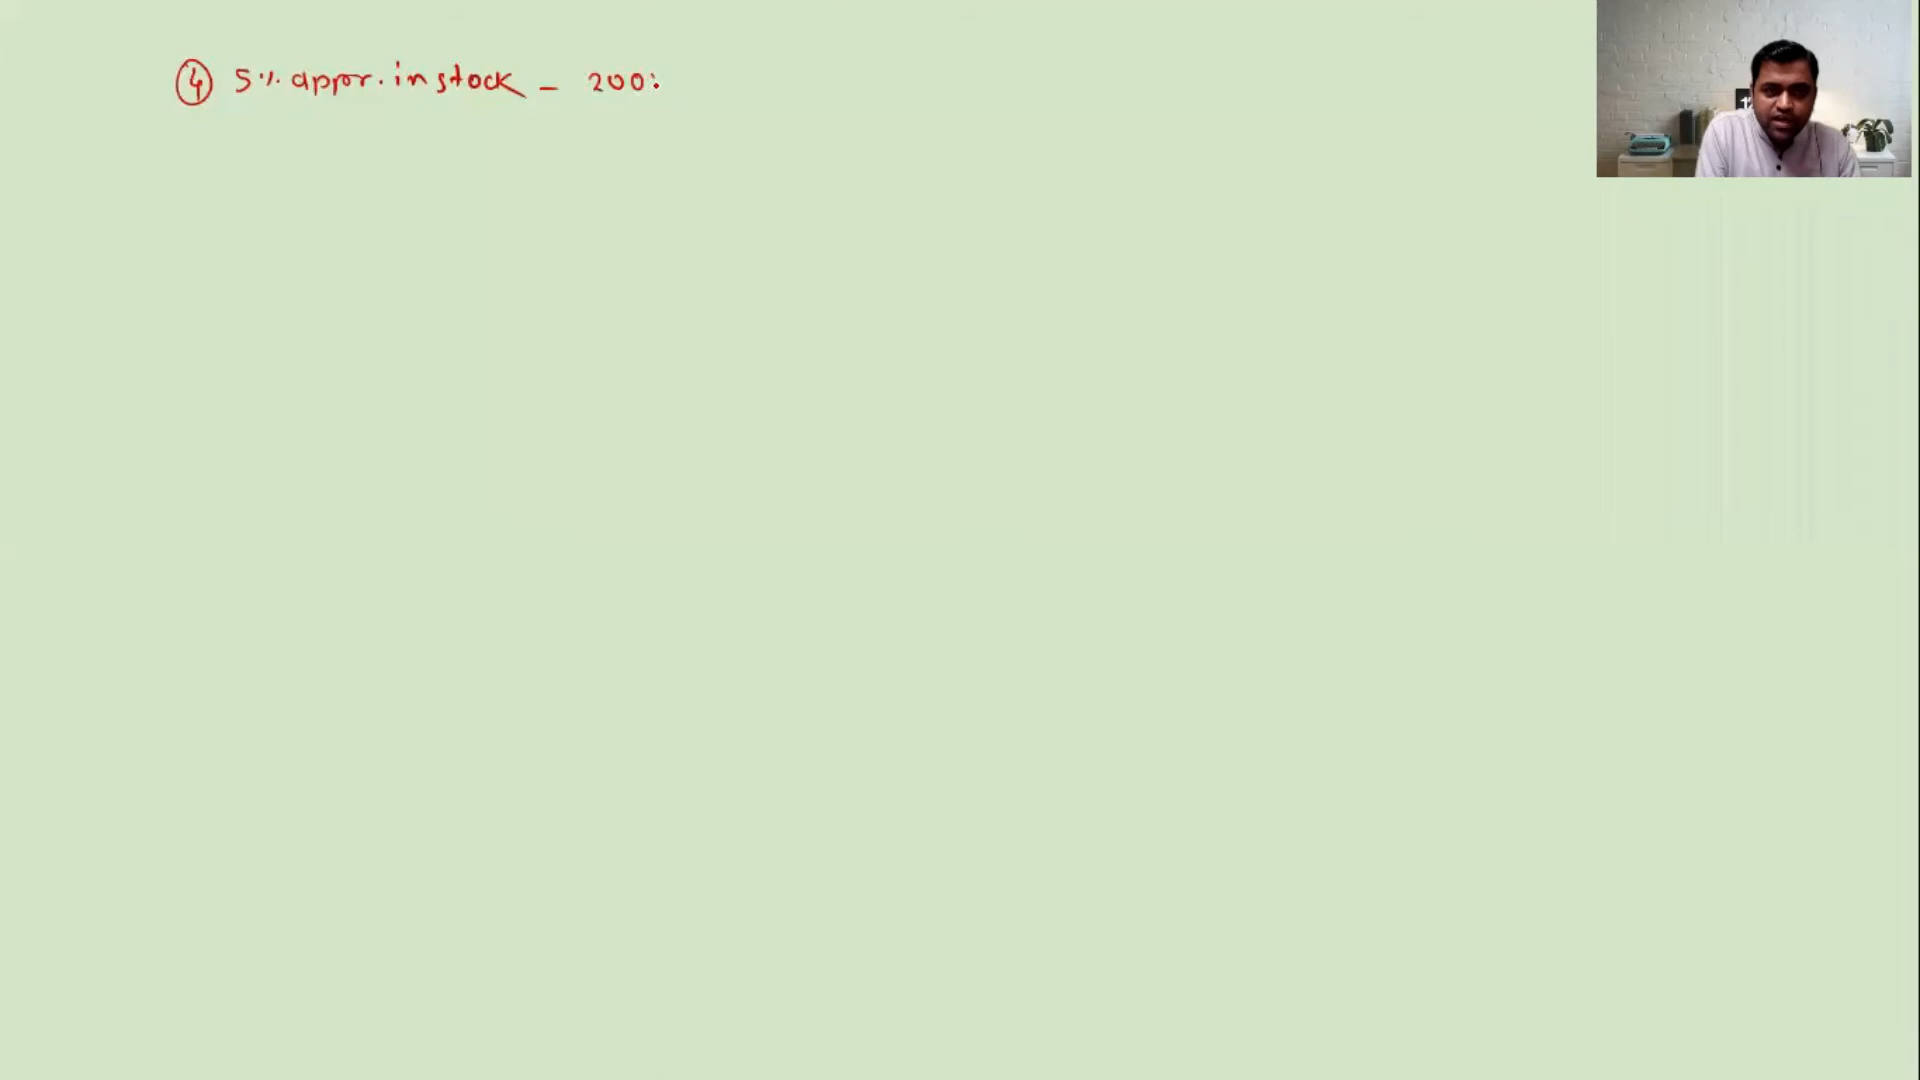 ④ 5% appr. in stock – 200: